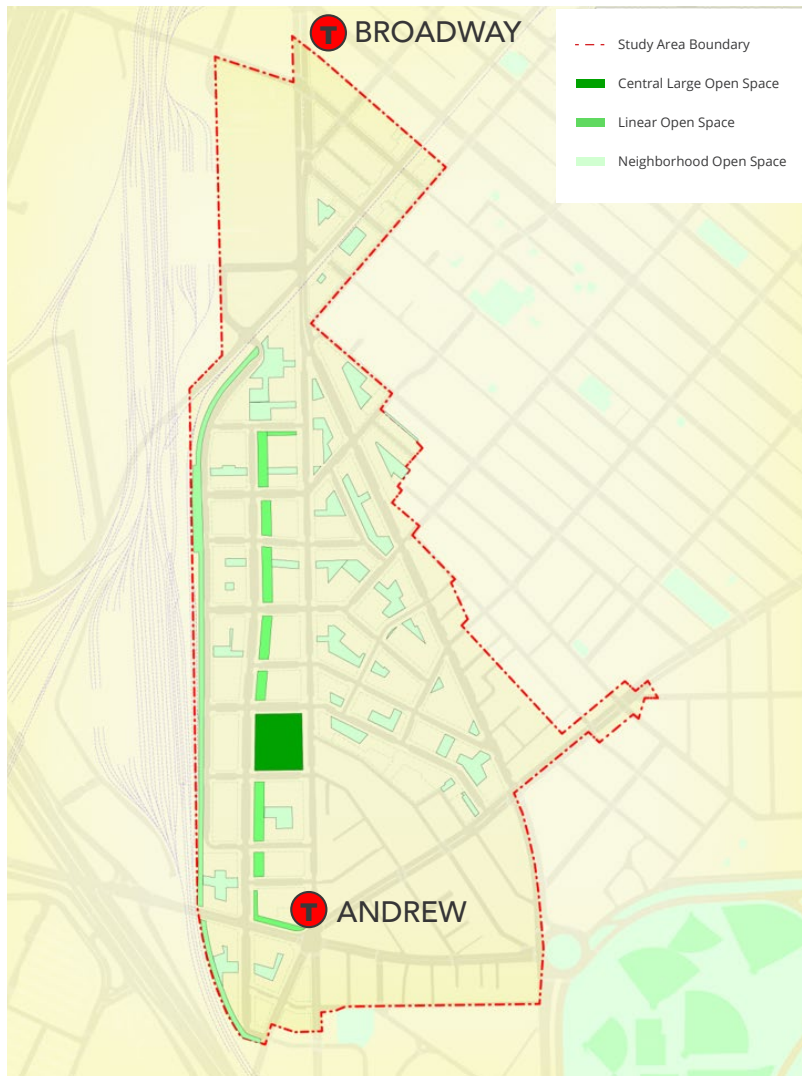 T BROADWAY
Study Area Boundary
Central Large Open Space
Linear Open Space
Neighborhood Open Space
T ANDREW